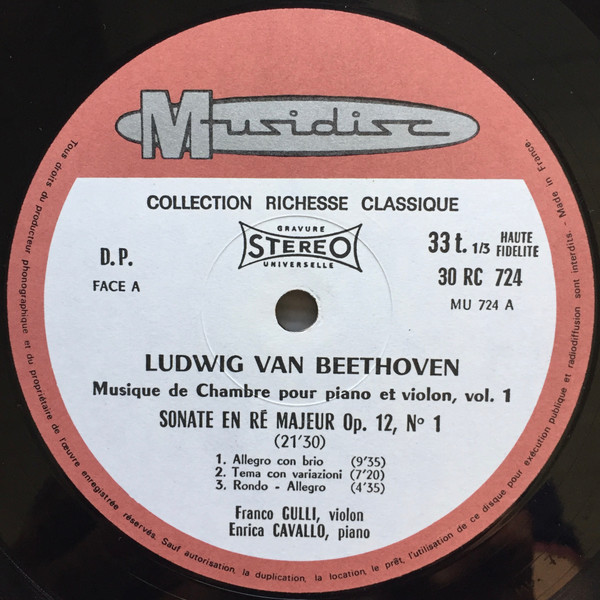 Musidisc
COLLECTION RICHESSE CLASSIQUE
GRAVURE
STEREO
UNIVERSELLE
D.P.
FACE A
33 t. 1/3 HAUTE FIDELITE
30 RC 724
MU 724 A
LUDWIG VAN BEETHOVEN
Musique de Chambre pour piano et violon, vol. 1
SONATE EN RÉ MAJEUR Op. 12, No 1
(21'30)
1. Allegro con brio (9'35)
2. Tema con variazioni (7'20)
3. Rondo - Allegro (4'35)
Franco GULLI, violon
Enrica CAVALLO, piano
Tous droits du producteur phonographique et du propriétaire de l'œuvre enregistrée réservés. Sauf autorisation, la duplication, la location, le prêt, l'utilisation de ce disque pour exécution publique et radiodiffusion sont interdits. - Made in France.